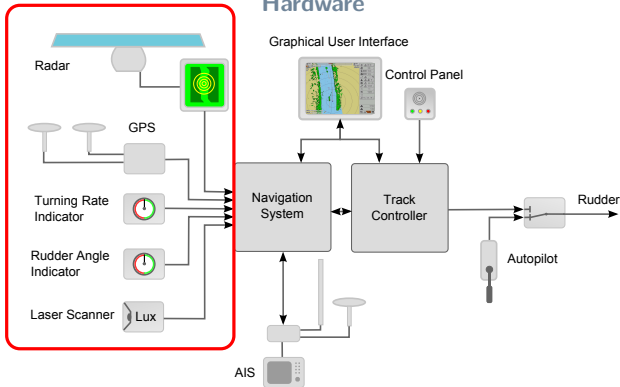 Hardware
Graphical User Interface
Radar
Control Panel
GPS
Turning Rate
Indicator
Navigation
System
Track
Controller
Rudder
Rudder Angle
Indicator
Autopilot
Laser Scanner
Lux
AIS